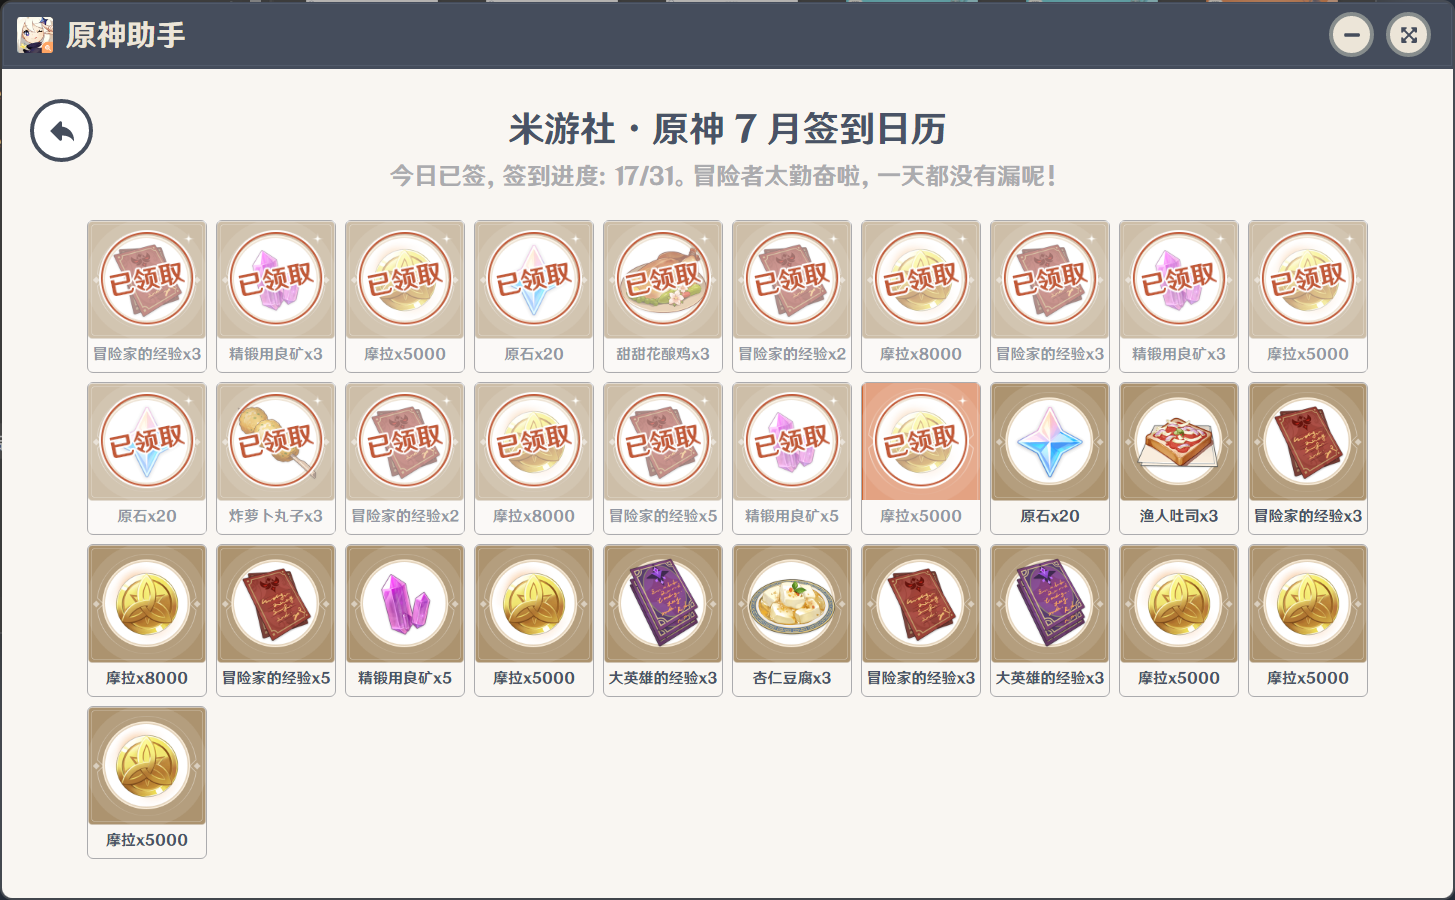 原神助手
米游社·原神 7 月签到日历
今日已签, 签到进度: 17/31。冒险者太勤奋啦, 一天都没有漏呢!
已领取 已领取 已领取 已领取 已领取 已领取 已领取 已领取 已领取 已领取
冒险家的经验x3 精锻用良矿x3 摩拉x5000 原石x20 甜甜花酿鸡x3 冒险家的经验x2 摩拉x8000 冒险家的经验x3 精锻用良矿x3 摩拉x5000
已领取 已领取 已领取 已领取 已领取 已领取 已领取
原石x20 炸萝卜丸子x3 冒险家的经验x2 摩拉x8000 冒险家的经验x5 精锻用良矿x5 摩拉x5000 原石x20 渔人吐司x3 冒险家的经验x3
摩拉x8000 冒险家的经验x5 精锻用良矿x5 摩拉x5000 大英雄的经验x3 杏仁豆腐x3 冒险家的经验x3 大英雄的经验x3 摩拉x5000 摩拉x5000
摩拉x5000